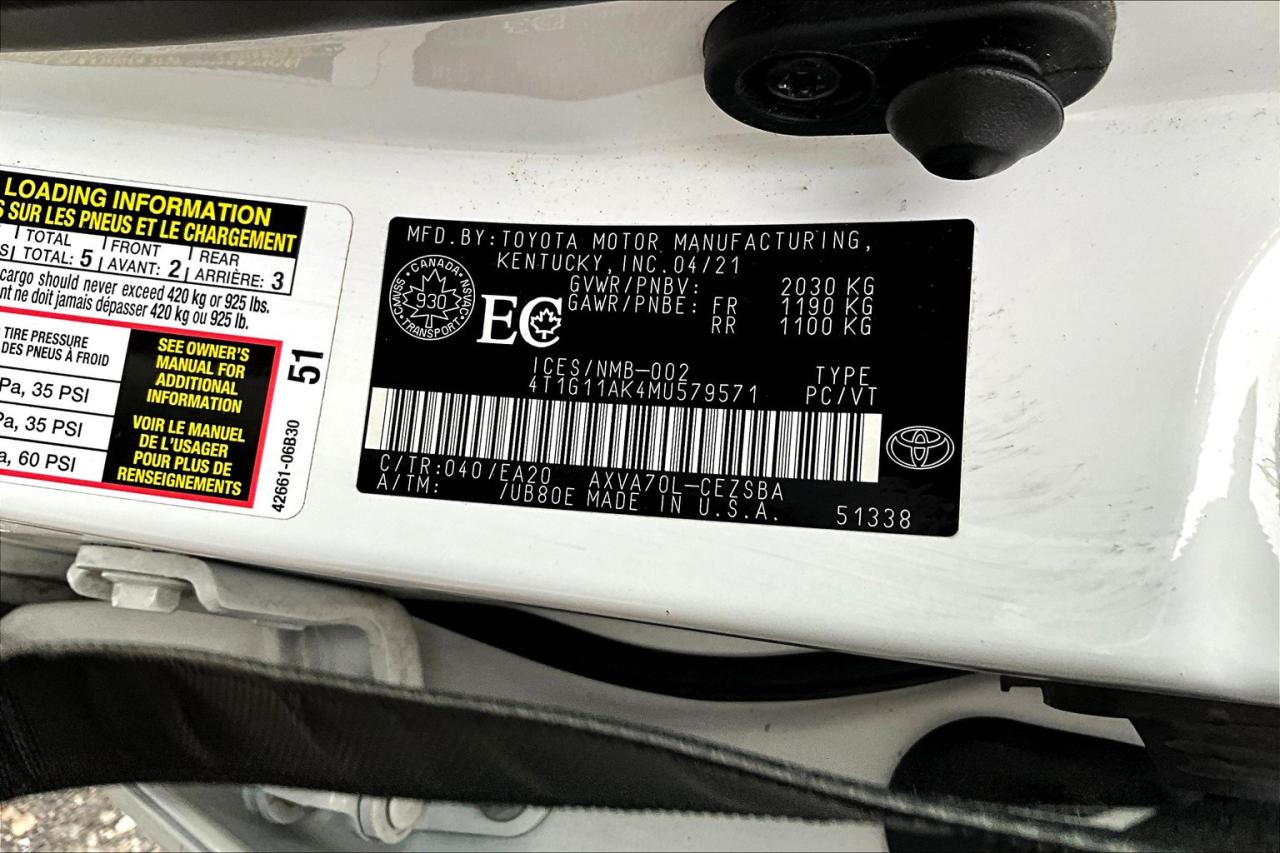 LOADING INFORMATION
SUR LES PNEUS ET LE CHARGEMENT
TOTAL FRONT REAR
TOTAL: 5 AVANT: 2 ARRIÈRE: 3
cargo should never exceed 420 kg or 925 lbs.
nt ne doit jamais dépasser 420 kg ou 925 lb.
TIRE PRESSURE
DES PNEUS À FROID
Pa, 35 PSI
Pa, 35 PSI
a, 60 PSI
SEE OWNER'S
MANUAL FOR
ADDITIONAL
INFORMATION
VOIR LE MANUEL
DE L'USAGER
POUR PLUS DE
RENSEIGNEMENTS
51
42661-06B30
MFD.BY:TOYOTA MOTOR MANUFACTURING,
KENTUCKY,INC.04/21
GVWR/PNBV: 2030 KG
GAWR/PNBE: FR 1190 KG
RR 1100 KG
CANADA
930
TRANSPORT
CMVSS
NSVAC
EC
ICES/NMB-002 TYPE
4T1G11AK4MU579571 PC/VT
C/TR:040/EA20 AXVA70L-CEZSBA
A/TM: /UB80E MADE IN U.S.A. 51338